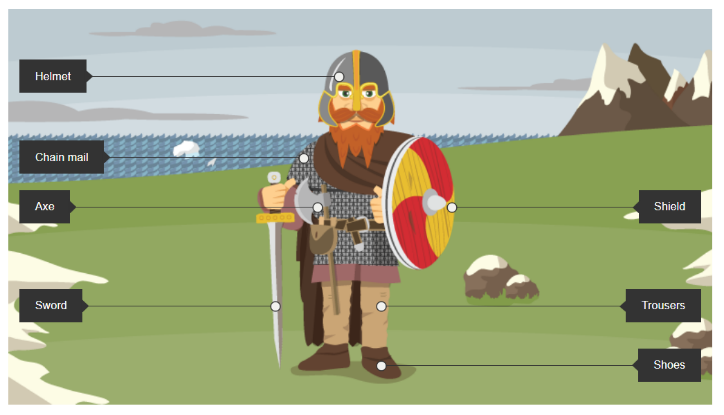 Helmet
Chain mail
Axe
Shield
Sword
Trousers
Shoes